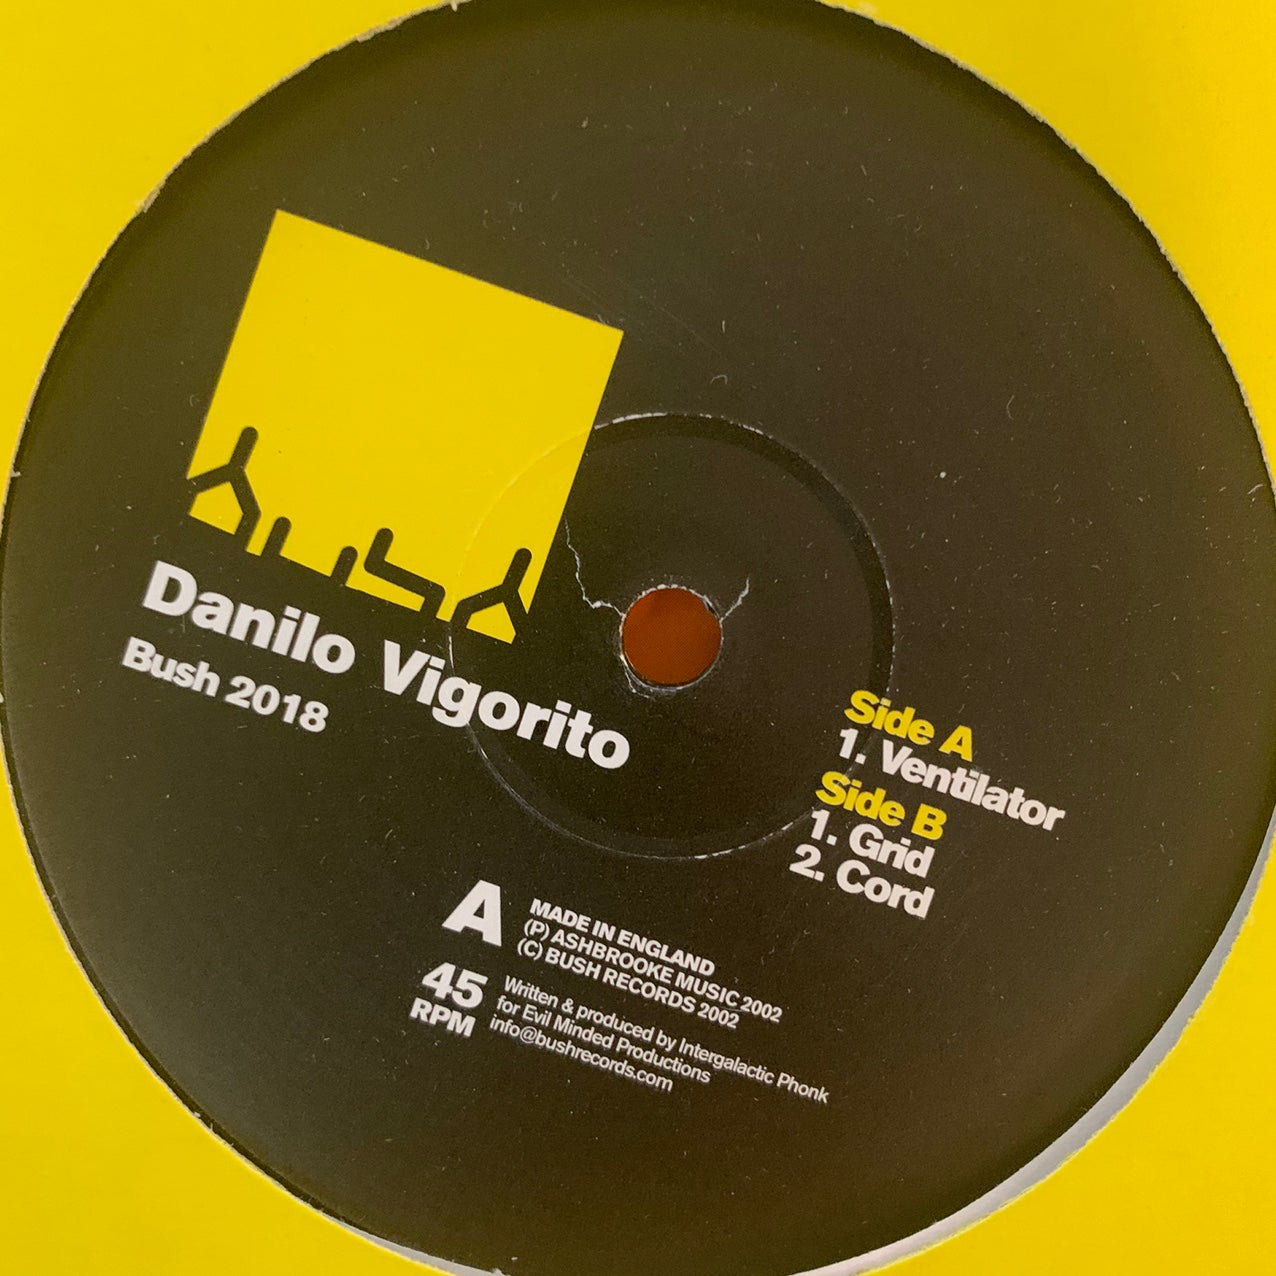 Danilo Vigorito
Bush 2018
Side A
1. Ventilator
Side B
1. Grid
2. Cord
A
45
RPM
MADE IN ENGLAND
(P) ASHBROOKE MUSIC 2002
(C) BUSH RECORDS 2002
Written & produced by Intergalactic Phonk
for Evil Minded Productions
info@bushrecords.com